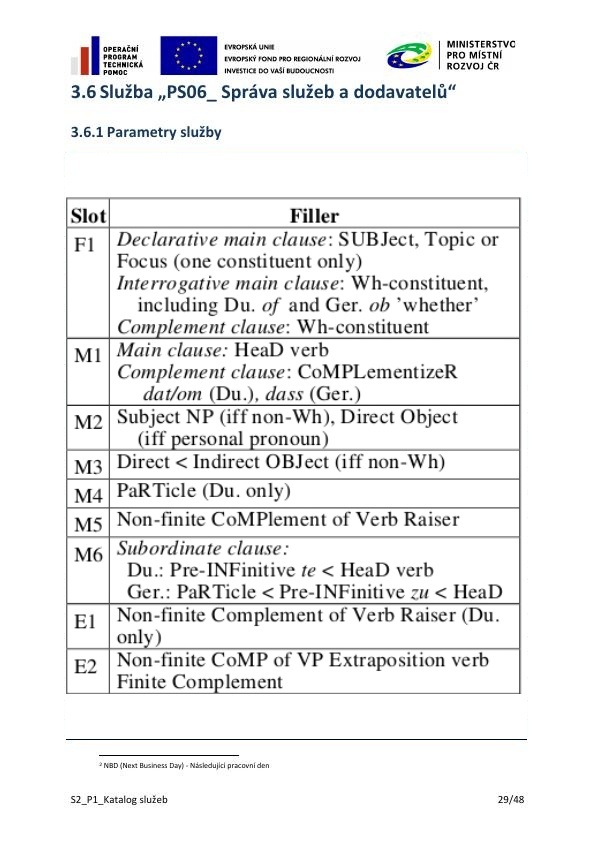 OPERAČNÍ
PROGRAM
TECHNICKÁ
POMOC
EVROPSKÁ UNIE
EVROPSKÝ FOND PRO REGIONÁLNÍ ROZVOJ
INVESTICE DO VAŠÍ BUDOUCNOSTI
MINISTERSTVO
PRO MÍSTNÍ
ROZVOJ ČR
3.6 Služba „PS06_ Správa služeb a dodavatelů“
3.6.1 Parametry služby
Slot Filler
F1 Declarative main clause: SUBJect, Topic or
Focus (one constituent only)
Interrogative main clause: Wh-constituent,
including Du. of and Ger. ob ’whether’
Complement clause: Wh-constituent
M1 Main clause: HeaD verb
Complement clause: CoMPLementizeR
dat/om (Du.), dass (Ger.)
M2 Subject NP (iff non-Wh), Direct Object
(iff personal pronoun)
M3 Direct < Indirect OBJect (iff non-Wh)
M4 PaRTicle (Du. only)
M5 Non-finite CoMPlement of Verb Raiser
M6 Subordinate clause:
Du.: Pre-INFinitive te < HeaD verb
Ger.: PaRTicle < Pre-INFinitive zu < HeaD
E1 Non-finite Complement of Verb Raiser (Du.
only)
E2 Non-finite CoMP of VP Extraposition verb
Finite Complement
2 NBD (Next Business Day) - Následující pracovní den
S2_P1_Katalog služeb 29/48